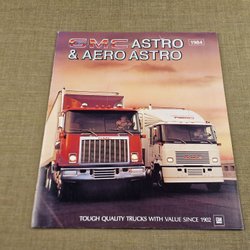 GMC ASTRO 1984
& AERO ASTRO
TOUGH QUALITY TRUCKS WITH VALUE SINCE 1902